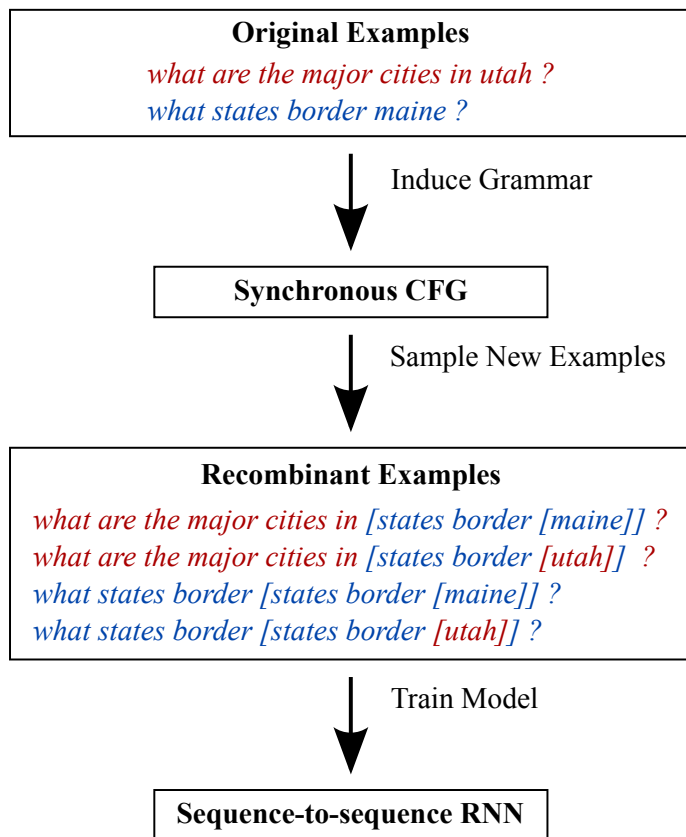 Original Examples
what are the major cities in utah ?
what states border maine ?
Induce Grammar
Synchronous CFG
Sample New Examples
Recombinant Examples
what are the major cities in [states border [maine]] ?
what are the major cities in [states border [utah]] ?
what states border [states border [maine]] ?
what states border [states border [utah]] ?
Train Model
Sequence-to-sequence RNN